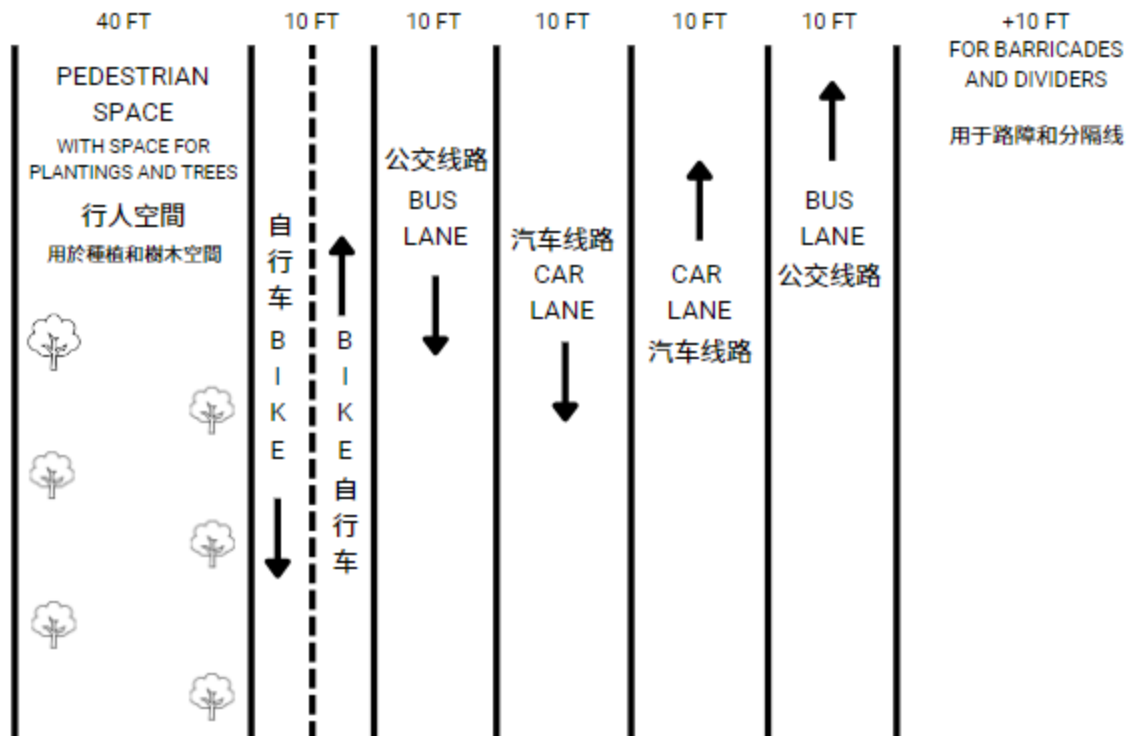 40 FT
10 FT
10 FT
10 FT
10 FT
10 FT
+10 FT
FOR BARRICADES
AND DIVIDERS
用于路障和分隔线
PEDESTRIAN
SPACE
WITH SPACE FOR
PLANTINGS AND TREES
行人空間
用於種植和樹木空間
自
行
车
B
I
K
E
B
I
K
E
自
行
车
公交线路
BUS
LANE
汽车线路
CAR
LANE
CAR
LANE
汽车线路
BUS
LANE
公交线路